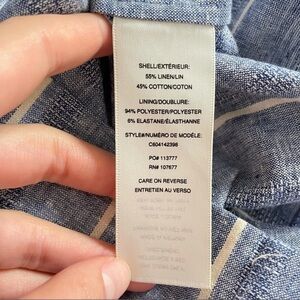 SHELL/EXTÉRIEUR:
55% LINEN/LIN
45% COTTON/COTON
LINING/DOUBLURE:
94% POLYESTER/POLYESTER
6% ELASTANE/ÉLASTHANNE
STYLE#/NUMÉRO DE MODÈLE:
C604142396
PO# 113777
RN# 107677
CARE ON REVERSE
ENTRETIEN AU VERSO